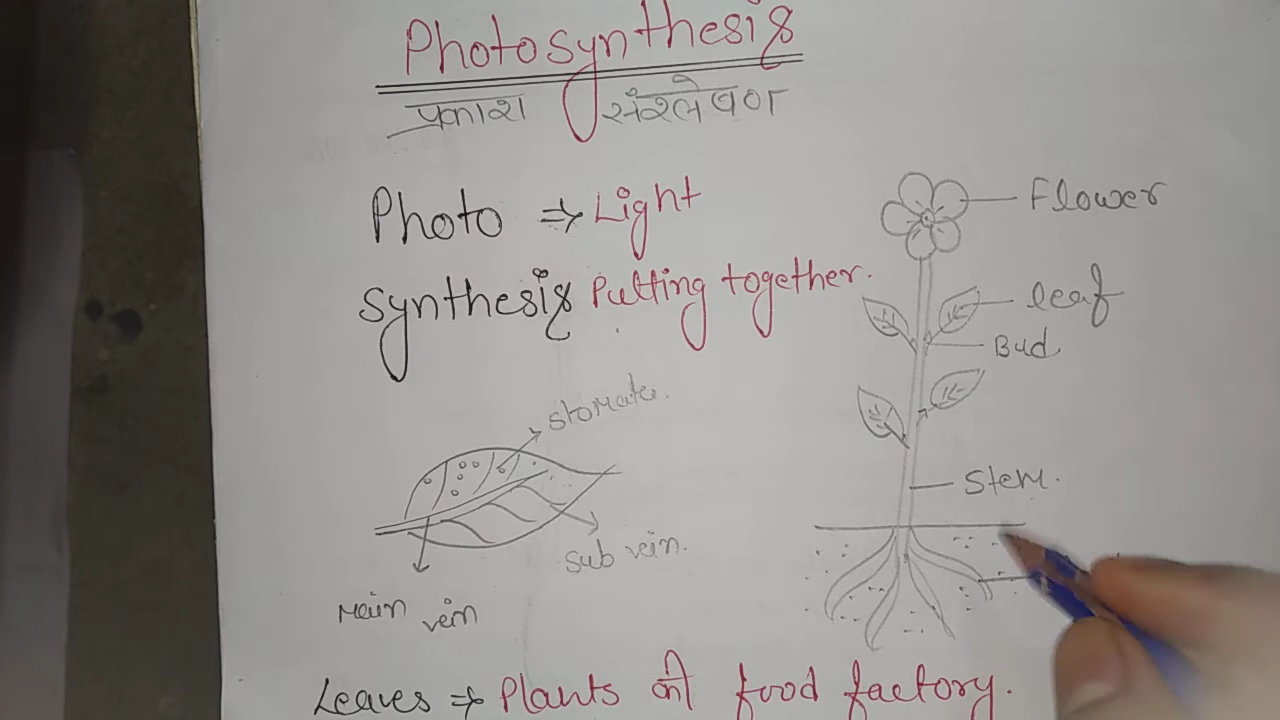 Photosynthesis
प्रकाश संश्लेषण
Photo ⇒ Light
Synthesis Putting together.
Flower
leaf
Bud
stomata.
Stem.
sub vein.
Main vein
Leaves ⇒ Plants की food factory.